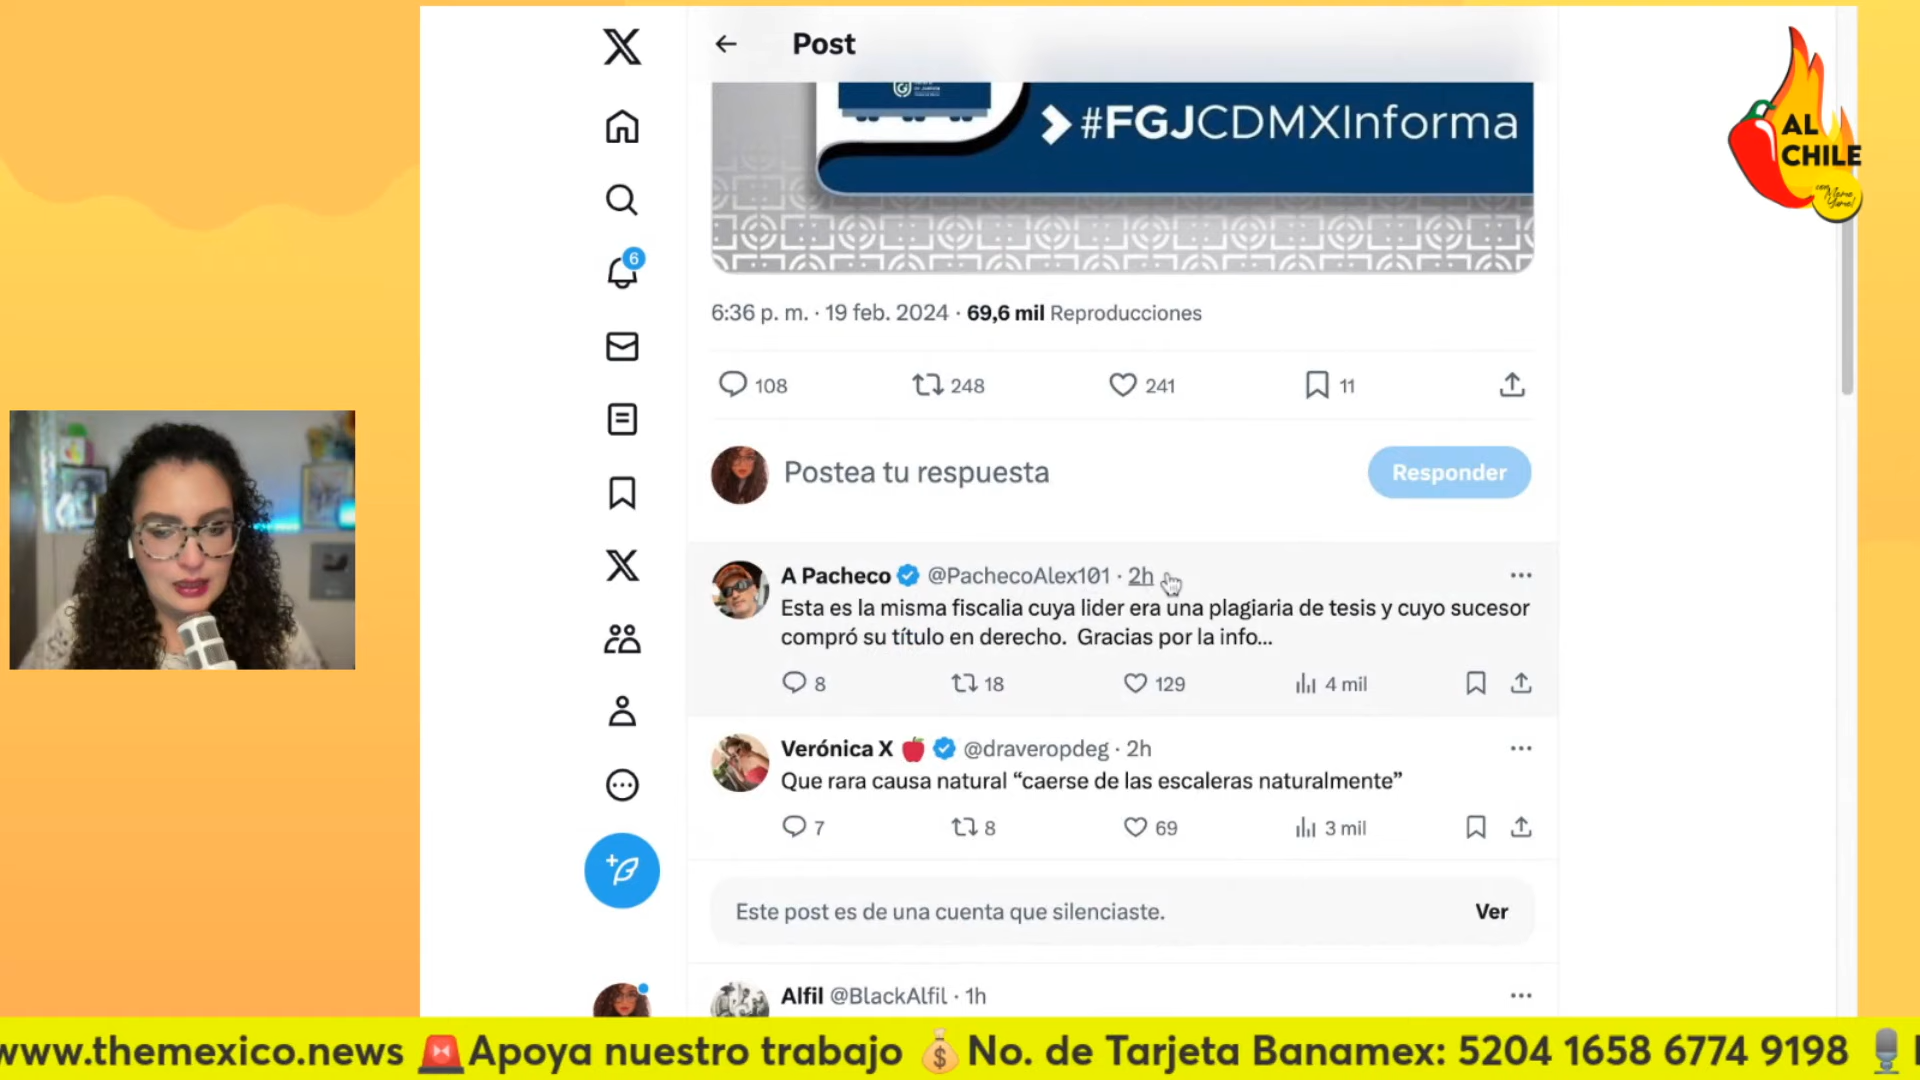 Post
#FGJCDMXInforma
AL
CHILE
6:36 p. m. · 19 feb. 2024 · 69,6 mil Reproducciones
108 248 241 11
6
Postea tu respuesta
Responder
A Pacheco @PachecoAlex101 · 2h
Esta es la misma fiscalia cuya lider era una plagiaria de tesis y cuyo sucesor
compró su título en derecho. Gracias por la info...
8 18 129 4 mil
Verónica X @draveropdeg · 2h
Que rara causa natural “caerse de las escaleras naturalmente”
7 8 69 3 mil
Este post es de una cuenta que silenciaste.
Ver
Alfil @BlackAlfil · 1h
www.themexico.news Apoya nuestro trabajo No. de Tarjeta Banamex: 5204 1658 6774 9198